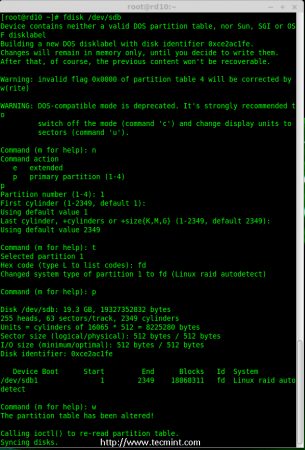 root@rd10:~
[root@rd10 ~]# fdisk /dev/sdb
Device contains neither a valid DOS partition table, nor Sun, SGI or OS
F disklabel
Building a new DOS disklabel with disk identifier 0xce2ac1fe.
Changes will remain in memory only, until you decide to write them.
After that, of course, the previous content won't be recoverable.

Warning: invalid flag 0x0000 of partition table 4 will be corrected by
w(rite)

WARNING: DOS-compatible mode is deprecated. It's strongly recommended t
o
switch off the mode (command 'c') and change display units to
sectors (command 'u').

Command (m for help): n
Command action
e   extended
p   primary partition (1-4)
p
Partition number (1-4): 1
First cylinder (1-2349, default 1):
Using default value 1
Last cylinder, +cylinders or +size{K,M,G} (1-2349, default 2349):
Using default value 2349

Command (m for help): t
Selected partition 1
Hex code (type L to list codes): fd
Changed system type of partition 1 to fd (Linux raid autodetect)

Command (m for help): p

Disk /dev/sdb: 19.3 GB, 19327352832 bytes
255 heads, 63 sectors/track, 2349 cylinders
Units = cylinders of 16065 * 512 = 8225280 bytes
Sector size (logical/physical): 512 bytes / 512 bytes
I/O size (minimum/optimal): 512 bytes / 512 bytes
Disk identifier: 0xce2ac1fe

Device Boot      Start         End      Blocks   Id  System
/dev/sdb1               1        2349    18868311   fd  Linux raid auto
detect

Command (m for help): w
The partition table has been altered!

Calling ioctl() to re-read partition table.
Syncing disks.
http://www.tecmint.com